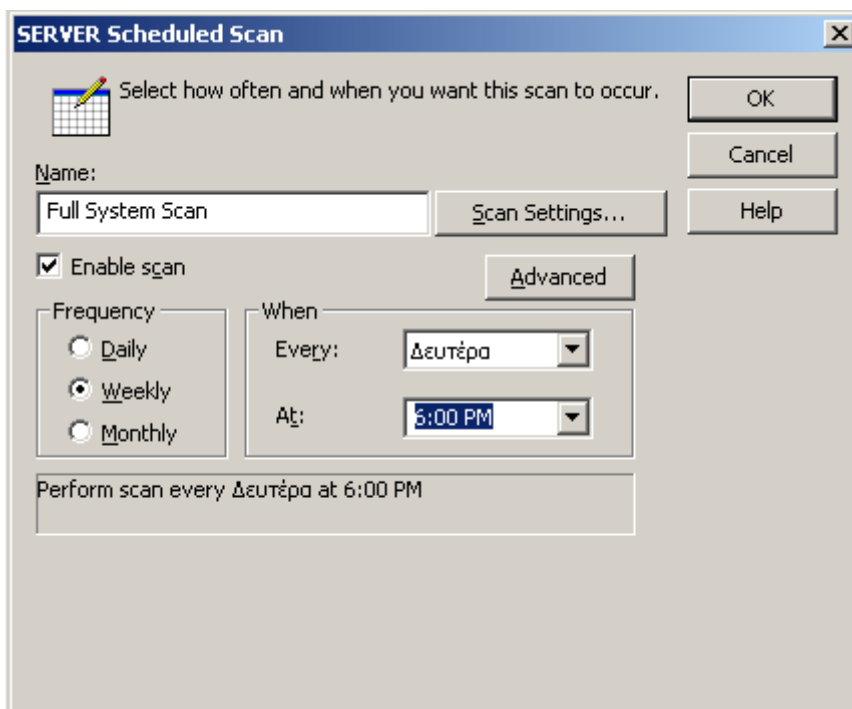 SERVER Scheduled Scan
Select how often and when you want this scan to occur.
OK
Cancel
Name:
Full System Scan
Scan Settings...
Help
Enable scan
Advanced
Frequency
When
Daily
Every:
Δευτέρα
Weekly
At:
6:00 PM
Monthly
Perform scan every Δευτέρα at 6:00 PM